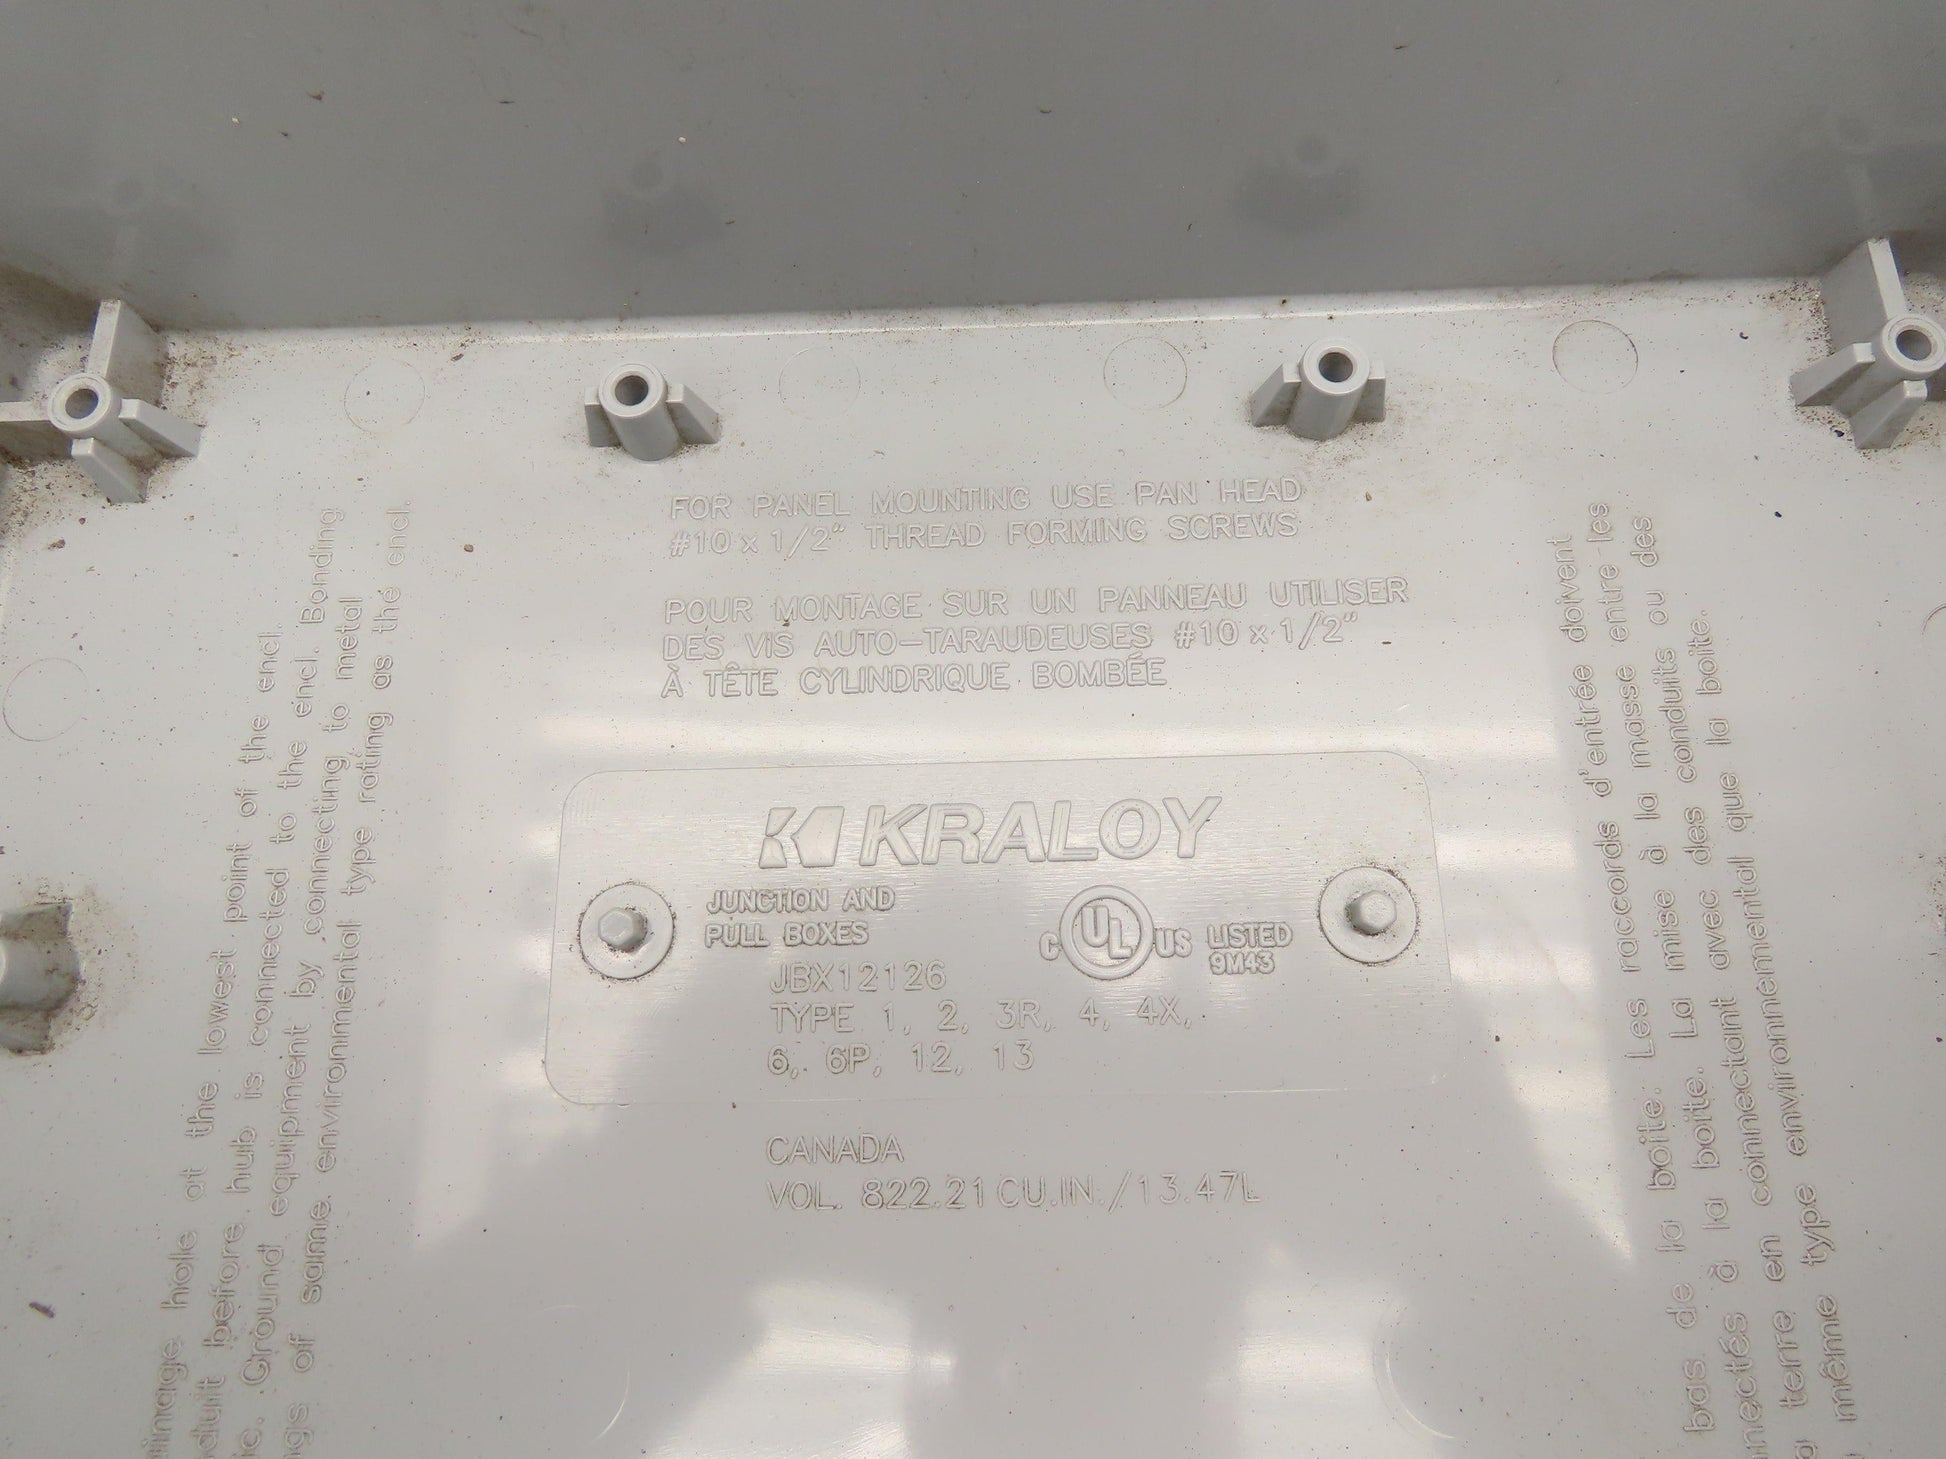 FOR PANEL MOUNTING USE PAN HEAD
#10 x 1/2" THREAD FORMING SCREWS
POUR MONTAGE SUR UN PANNEAU UTILISER
DES VIS AUTO-TARAUDEUSES #10 x 1/2"
À TÊTE CYLINDRIQUE BOMBÉE
KRALOY
JUNCTION AND
PULL BOXES
C UL US LISTED
9M43
JBX12126
TYPE 1, 2, 3R, 4, 4X,
6, 6P, 12, 13
CANADA
VOL. 822.21 CU.IN./13.47L
hole at the lowest point of the encl.
before hub is connected to the encl. Bonding
Ground equipment by connecting to metal
of same environmental type rating as the encl.
bas de la boîte. Les raccords d'entrée doivent
à la boîte. La mise à la masse entre les
terre en connectant avec des conduits ou des
même type environnemental que la boîte.